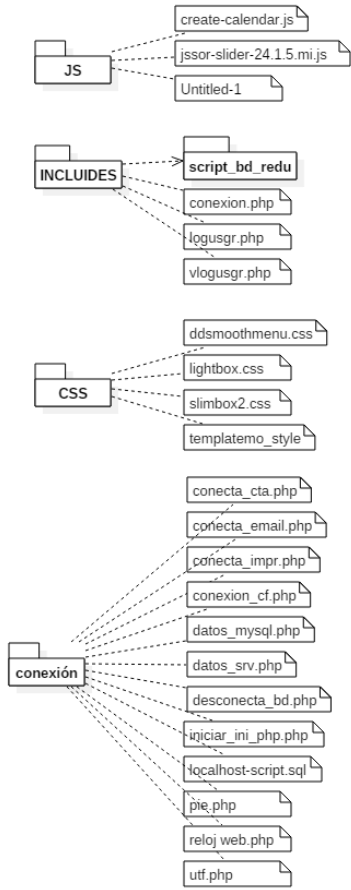 create-calendar.js
jssor-slider-24.1.5.mi.js
JS
Untitled-1
script_bd_redu
INCLUIDES
conexion.php
logusgr.php
vlogusgr.php
ddsmoothmenu.css
lightbox.css
CSS
slimbox2.css
templatemo_style
conecta_cta.php
conecta_email.php
conecta_impr.php
conexion_cf.php
datos_mysql.php
datos_srv.php
conexión
desconecta_bd.php
iniciar_ini_php.php
localhost-script.sql
pie.php
reloj web.php
utf.php